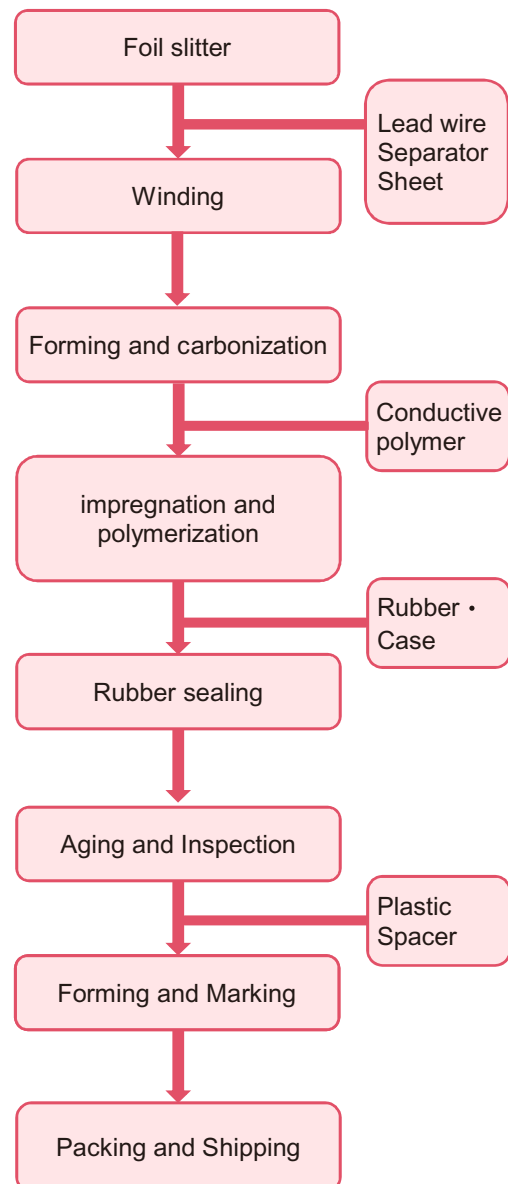 Foil slitter
Lead wire
Separator
Sheet
Winding
Forming and carbonization
Conductive
polymer
impregnation and
polymerization
Rubber・
Case
Rubber sealing
Aging and Inspection
Plastic
Spacer
Forming and Marking
Packing and Shipping